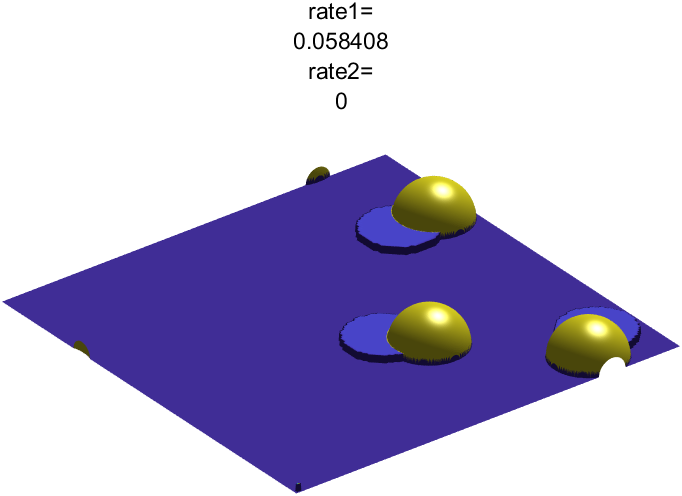 rate1=
0.058408
rate2=
0